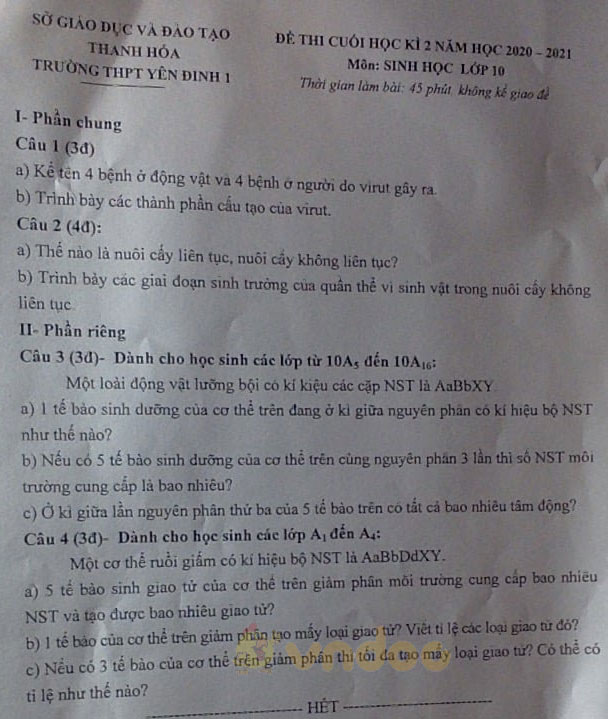 SỞ GIÁO DỤC VÀ ĐÀO TẠO
THANH HÓA
TRƯỜNG THPT YÊN ĐINH 1
ĐỀ THI CUỐI HỌC KÌ 2 NĂM HỌC 2020 – 2021
Môn: SINH HỌC LỚP 10
Thời gian làm bài: 45 phút, không kể giao đề
I- Phần chung
Câu 1 (3đ)
a) Kể tên 4 bệnh ở động vật và 4 bệnh ở người do virut gây ra.
b) Trình bày các thành phần cấu tạo của virut.
Câu 2 (4đ):
a) Thế nào là nuôi cấy liên tục, nuôi cấy không liên tục?
b) Trình bày các giai đoạn sinh trưởng của quần thể vi sinh vật trong nuôi cấy không
liên tục.
II- Phần riêng
Câu 3 (3đ)- Dành cho học sinh các lớp từ 10A5 đến 10A16:
Một loài động vật lưỡng bội có kí kiệu các cặp NST là AaBbXY.
a) 1 tế bào sinh dưỡng của cơ thể trên đang ở kì giữa nguyên phân có kí hiệu bộ NST
như thế nào?
b) Nếu có 5 tế bào sinh dưỡng của cơ thể trên cùng nguyên phân 3 lần thì số NST môi
trường cung cấp là bao nhiêu?
c) Ở kì giữa lần nguyên phân thứ ba của 5 tế bào trên có tất cả bao nhiêu tâm động?
Câu 4 (3đ)- Dành cho học sinh các lớp A1 đến A4:
Một cơ thể ruồi giấm có kí hiệu bộ NST là AaBbDdXY.
a) 5 tế bào sinh giao tử của cơ thể trên giảm phân môi trường cung cấp bao nhiêu
NST và tạo được bao nhiêu giao tử?
b) 1 tế bào của cơ thể trên giảm phân tạo mấy loại giao tử? Viết tỉ lệ các loại giao tử đó?
c) Nếu có 3 tế bào của cơ thể trên giảm phân thì tối đa tạo mấy loại giao tử? Có thể có
tỉ lệ như thế nào?
HẾT
vndoc